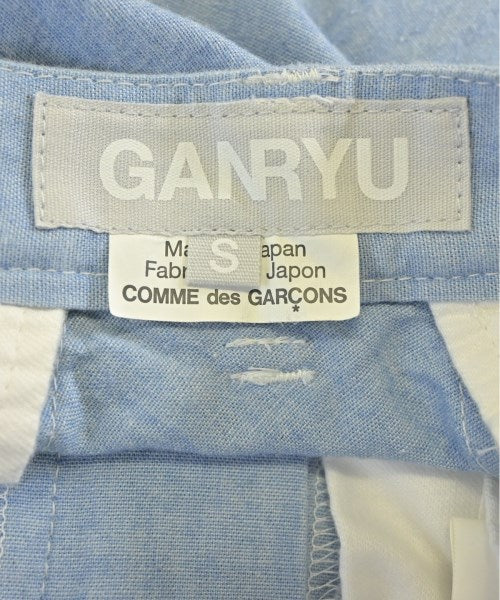 GANRYU
S
Ma apan
Fabr Japon
COMME des GARÇONS
*